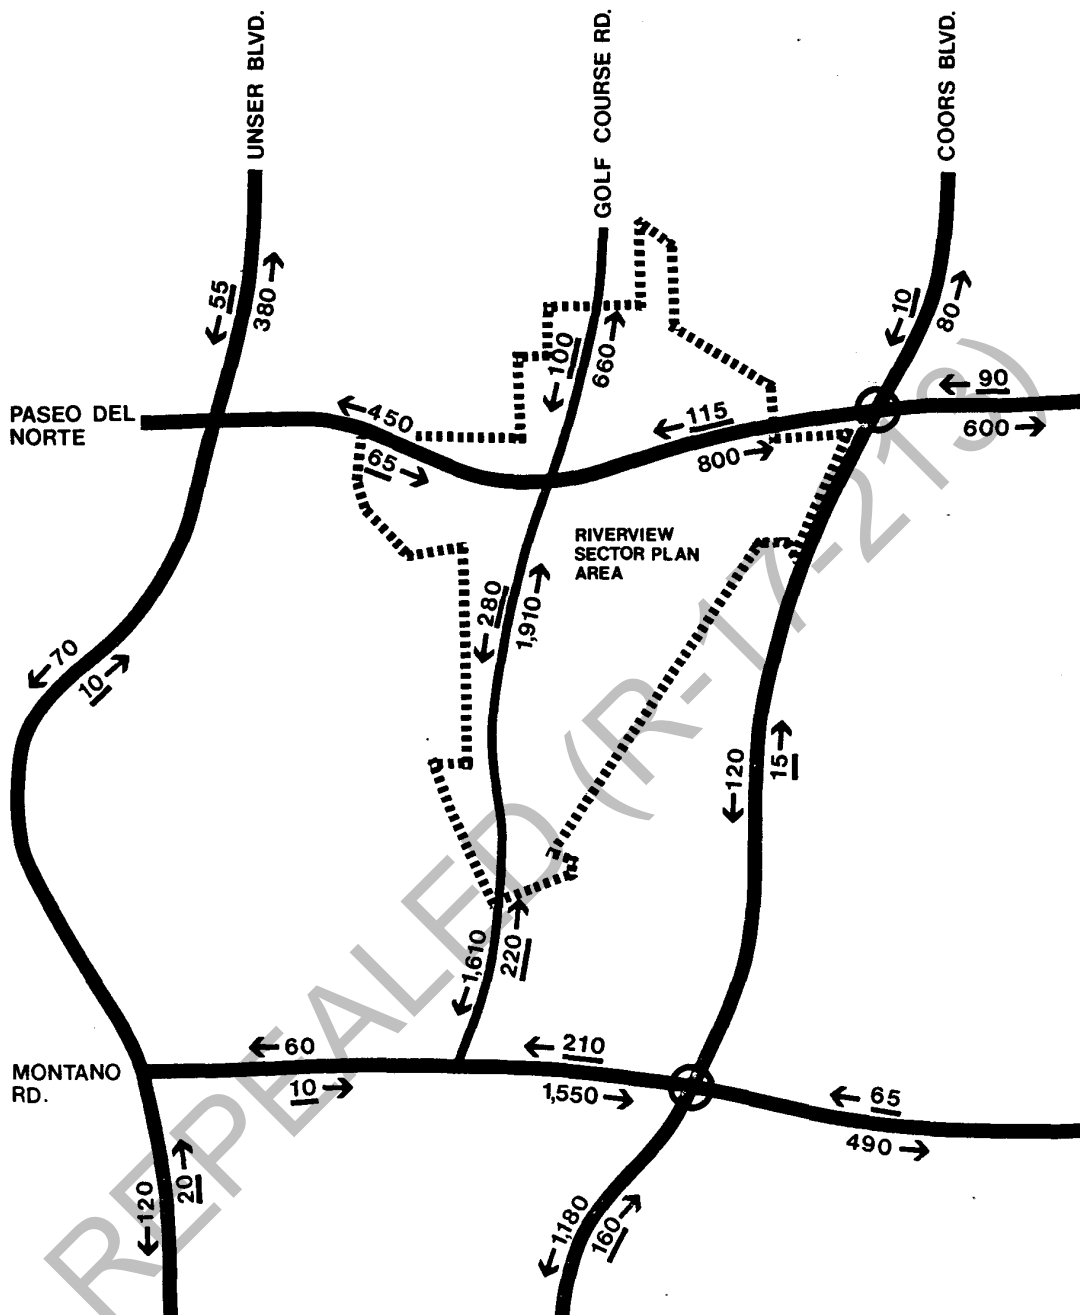 UNSER BLVD.
GOLF COURSE RD.
COORS BLVD.
55
380
100
660
10
80
PASEO DEL
NORTE
450
65
115
800
90
600
RIVERVIEW
SECTOR PLAN
AREA
280
1,910
70
10
120
15
1,610
220
MONTANO
RD.
60
10
210
1,550
65
490
120
20
1,180
160
REPEALED (R-17-213)